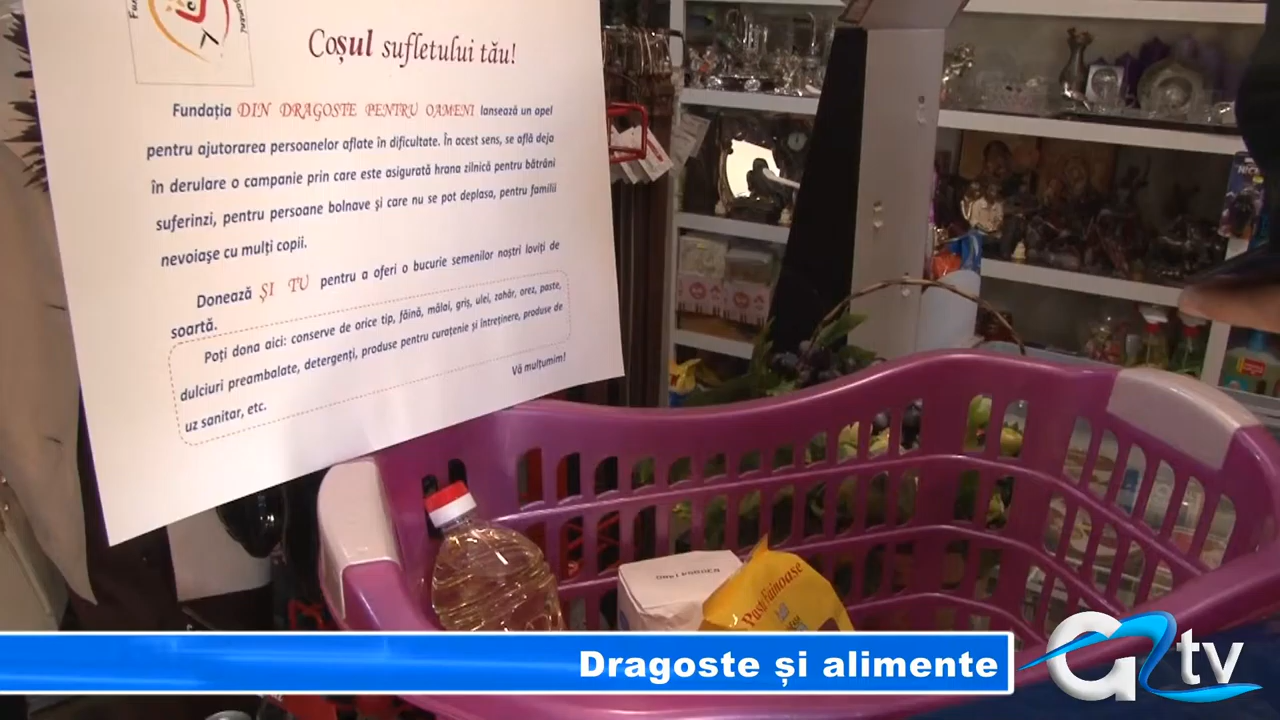 Coșul sufletului tău!
Fundația DIN DRAGOSTE PENTRU OAMENI lansează un apel
pentru ajutorarea persoanelor aflate în dificultate. În acest sens, se află deja
în derulare o campanie prin care este asigurată hrana zilnică pentru bătrâni
suferinzi, pentru persoane bolnave și care nu se pot deplasa, pentru familii
nevoiașe cu mulți copii.
Donează ȘI TU pentru a oferi o bucurie semenilor noștri loviți de
soartă.
Poți dona aici: conserve de orice tip, făină, mălai, griș, ulei, zahăr, orez, paste,
dulciuri preambalate, detergenți, produse pentru curațenie și întreținere, produse de
uz sanitar, etc.
Vă mulțumim!
Paste Fainoase
Dragoste și alimente
tv